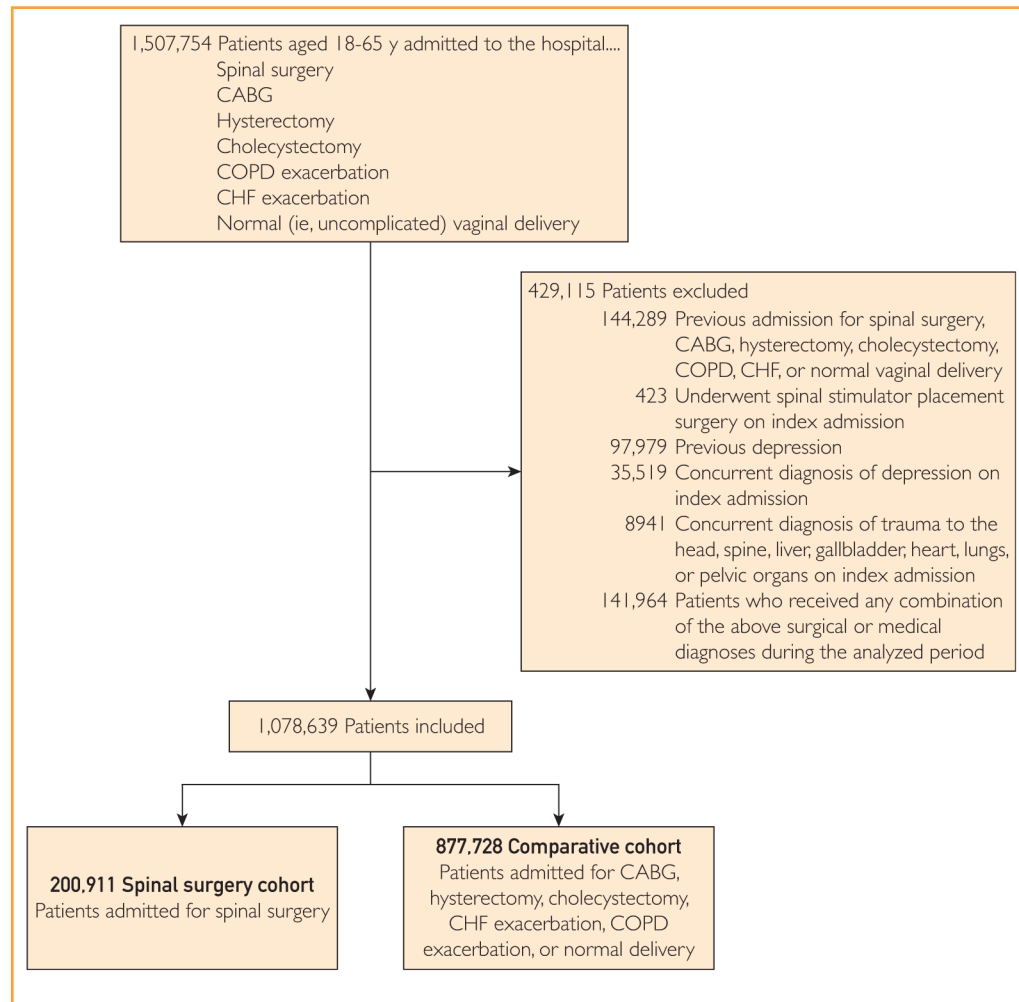 1,507,754 Patients aged 18-65 y admitted to the hospital....
Spinal surgery
CABG
Hysterectomy
Cholecystectomy
COPD exacerbation
CHF exacerbation
Normal (ie, uncomplicated) vaginal delivery
429,115 Patients excluded
144,289 Previous admission for spinal surgery,
CABG, hysterectomy, cholecystectomy,
COPD, CHF, or normal vaginal delivery
423 Underwent spinal stimulator placement
surgery on index admission
97,979 Previous depression
35,519 Concurrent diagnosis of depression on
index admission
8941 Concurrent diagnosis of trauma to the
head, spine, liver, gallbladder, heart, lungs,
or pelvic organs on index admission
141,964 Patients who received any combination
of the above surgical or medical
diagnoses during the analyzed period
1,078,639 Patients included
200,911 Spinal surgery cohort
Patients admitted for spinal surgery
877,728 Comparative cohort
Patients admitted for CABG,
hysterectomy, cholecystectomy,
CHF exacerbation, COPD
exacerbation, or normal delivery